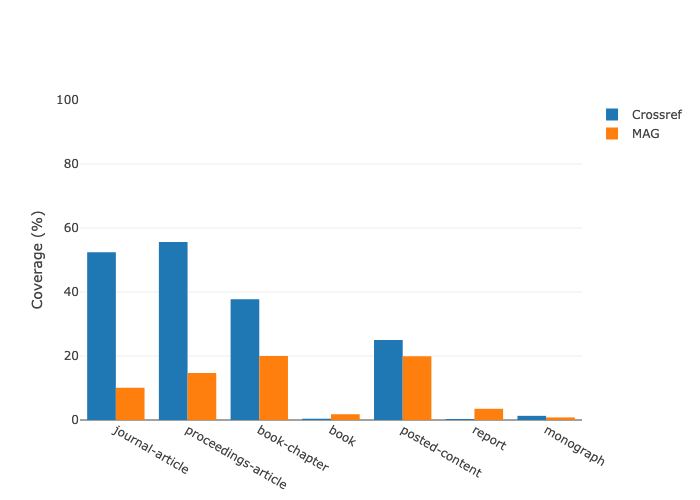 100
80
60
40
20
0
Coverage (%)
journal-article
proceedings-article
book-chapter
book
posted-content
report
monograph
Crossref
MAG